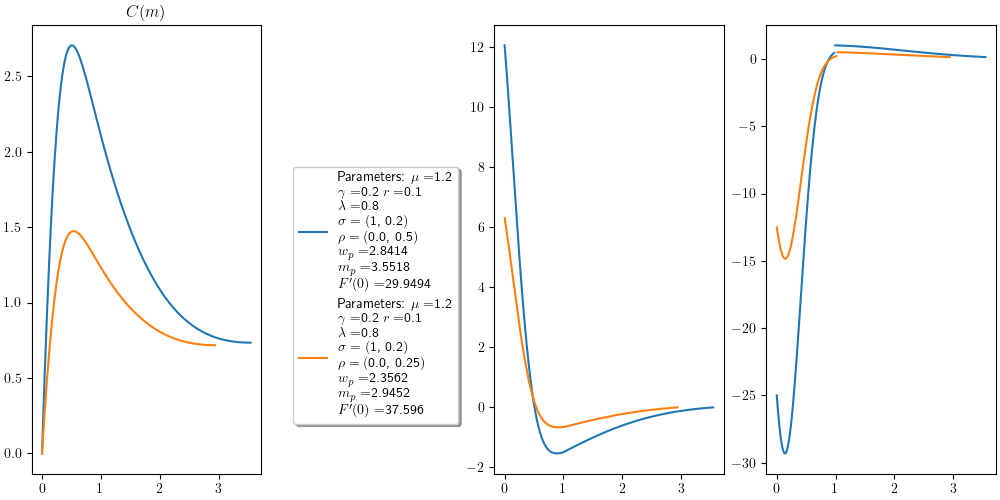 C(m)
2.5
2.0
1.5
1.0
0.5
0.0
0 1 2 3
Parameters: μ =1.2
γ =0.2 r =0.1
λ =0.8
σ = (1, 0.2)
ρ = (0.0, 0.5)
w_p =2.8414
m_p =3.5518
F′(0) =29.9494
Parameters: μ =1.2
γ =0.2 r =0.1
λ =0.8
σ = (1, 0.2)
ρ = (0.0, 0.25)
w_p =2.3562
m_p =2.9452
F′(0) =37.596
12
10
8
6
4
2
0
−2
0 1 2 3
0
−5
−10
−15
−20
−25
−30
0 1 2 3